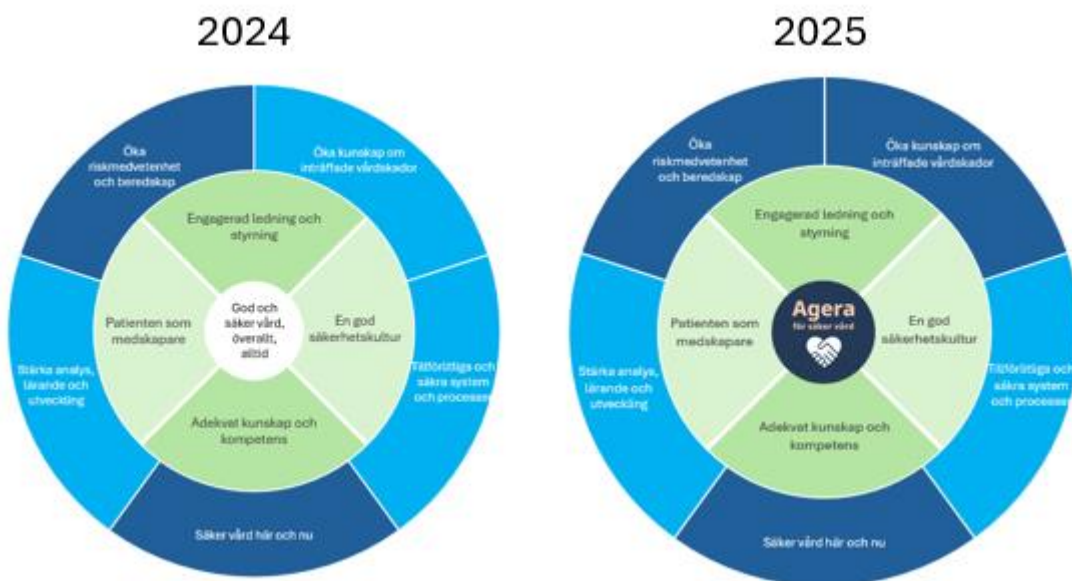 2024
2025
Öka
riskmedvetenhet
och beredskap
Öka kunskap om
inträffade vårdskador
Engagerad ledning och
styrning
Patienten som
medskapare
God och
säker vård,
överallt,
alltid
En god
säkerhetskultur
Stärka analys,
lärande och
utveckling
Tillförlitliga och
säkra system
och processer
Adekvat kunskap och
kompetens
Säker vård här och nu
Öka
riskmedvetenhet
och beredskap
Öka kunskap om
inträffade vårdskador
Engagerad ledning och
styrning
Patienten som
medskapare
Agera
för säker vård
En god
säkerhetskultur
Stärka analys,
lärande och
utveckling
Tillförlitliga och
säkra system
och processer
Adekvat kunskap och
kompetens
Säker vård här och nu